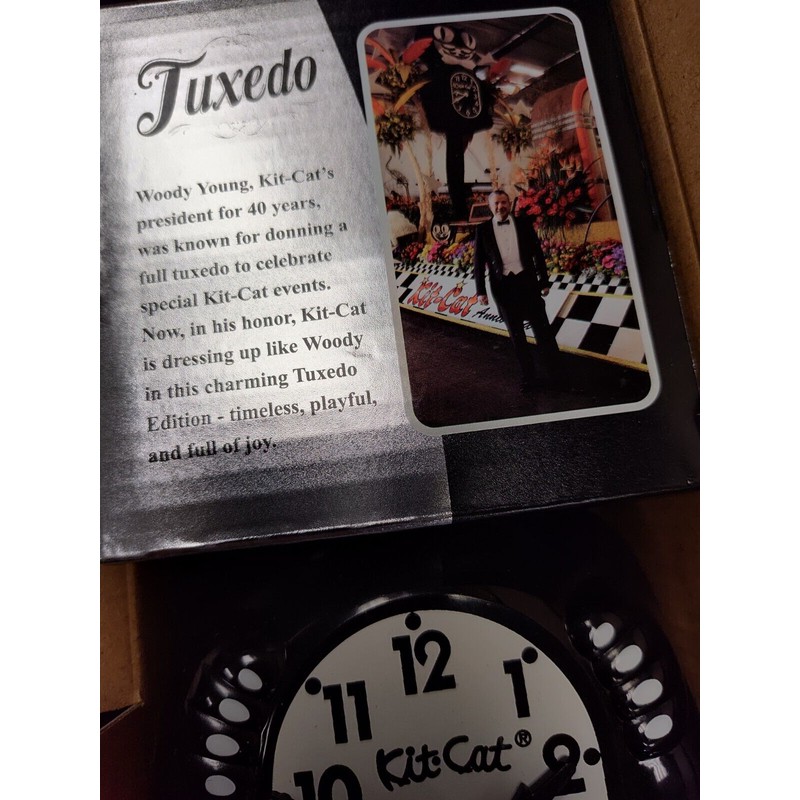 Tuxedo
Woody Young, Kit-Cat's
president for 40 years,
was known for donning a
full tuxedo to celebrate
special Kit-Cat events.
Now, in his honor, Kit-Cat
is dressing up like Woody
in this charming Tuxedo
Edition - timeless, playful,
and full of joy.
Kit-Cat
12
11
1
Kit-Cat®
10
2